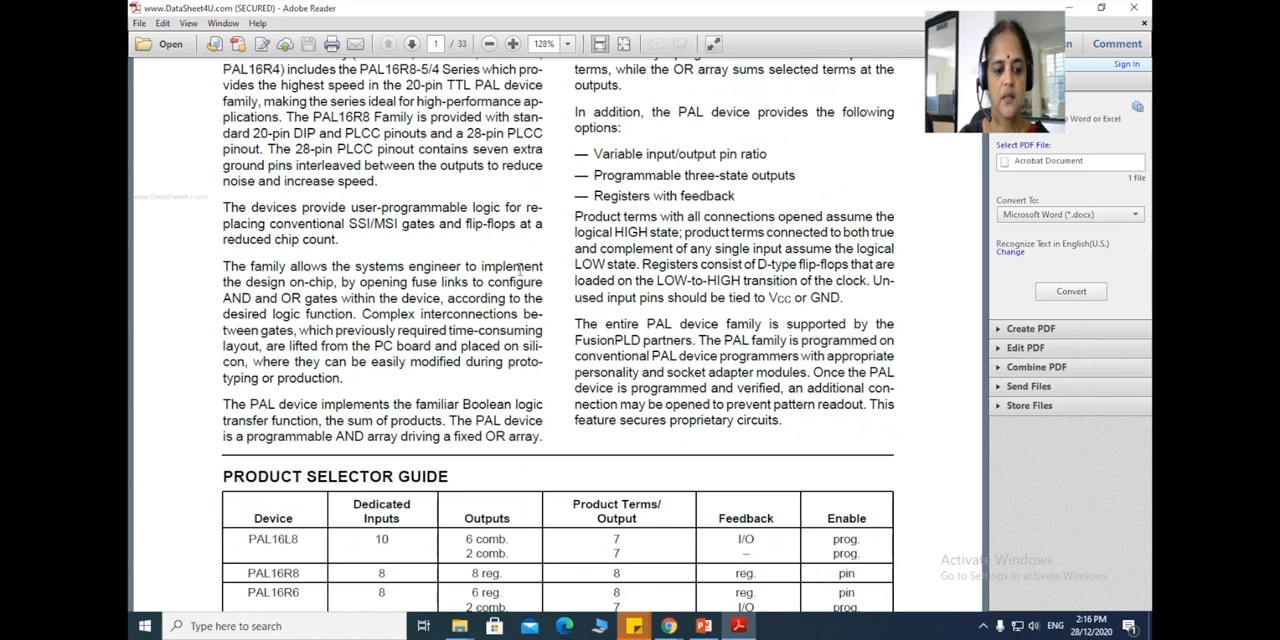 www.DataSheet4U.com (SECURED) - Adobe Reader
File Edit View Window Help
Open 1 / 33 128% Comment
Sign In
PAL16R4) includes the PAL16R8-5/4 Series which pro-
vides the highest speed in the 20-pin TTL PAL device
family, making the series ideal for high-performance ap-
plications. The PAL16R8 Family is provided with stan-
dard 20-pin DIP and PLCC pinouts and a 28-pin PLCC
pinout. The 28-pin PLCC pinout contains seven extra
ground pins interleaved between the outputs to reduce
noise and increase speed.
www.DataSheet4U.com
The devices provide user-programmable logic for re-
placing conventional SSI/MSI gates and flip-flops at a
reduced chip count.
The family allows the systems engineer to implement
the design on-chip, by opening fuse links to configure
AND and OR gates within the device, according to the
desired logic function. Complex interconnections be-
tween gates, which previously required time-consuming
layout, are lifted from the PC board and placed on sili-
con, where they can be easily modified during proto-
typing or production.
The PAL device implements the familiar Boolean logic
transfer function, the sum of products. The PAL device
is a programmable AND array driving a fixed OR array.
terms, while the OR array sums selected terms at the
outputs.
In addition, the PAL device provides the following
options:
— Variable input/output pin ratio
— Programmable three-state outputs
— Registers with feedback
Product terms with all connections opened assume the
logical HIGH state; product terms connected to both true
and complement of any single input assume the logical
LOW state. Registers consist of D-type flip-flops that are
loaded on the LOW-to-HIGH transition of the clock. Un-
used input pins should be tied to VCC or GND.
The entire PAL device family is supported by the
FusionPLD partners. The PAL family is programmed on
conventional PAL device programmers with appropriate
personality and socket adapter modules. Once the PAL
device is programmed and verified, an additional con-
nection may be opened to prevent pattern readout. This
feature secures proprietary circuits.
PRODUCT SELECTOR GUIDE
Device Dedicated Inputs Outputs Product Terms/ Output Feedback Enable
PAL16L8 10 6 comb. 7 I/O prog.
2 comb. 7 – prog.
PAL16R8 8 8 reg. 8 reg. pin
PAL16R6 8 6 reg. 8 reg. pin
2 comb. 7 I/O prog.
to Word or Excel
Select PDF File:
Acrobat Document
1 file
Convert To:
Microsoft Word (*.docx)
Recognize Text in English(U.S.)
Change
Convert
Create PDF
Edit PDF
Combine PDF
Send Files
Store Files
Activate Windows
Go to Settings to activate Windows.
Type here to search
ENG
2:16 PM
28/12/2020